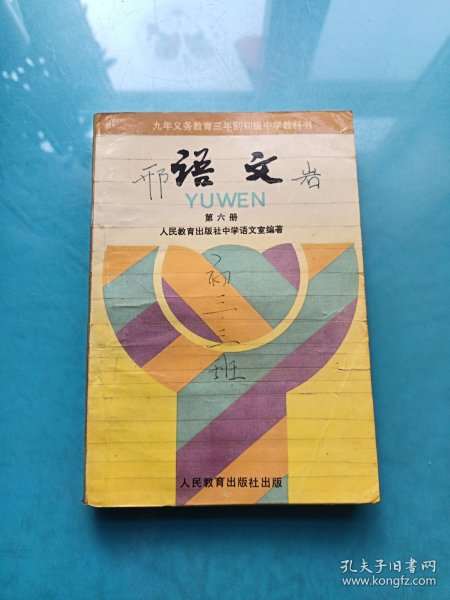 九年义务教育三年制初级中学教科书
邢 语文 岩
YUWEN
第六册
人民教育出版社中学语文室编著
初
三
·
三
班
人民教育出版社出版
孔夫子旧书网
www.kongfz.com